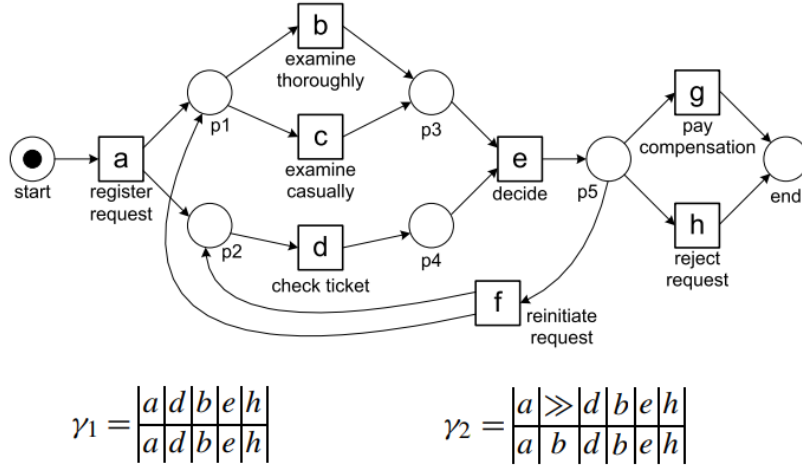 b
examine
thoroughly
g
pay
compensation
p1
p3
c
examine
casually
a
e
start
register
request
decide
p5
end
h
reject
request
p2
d
p4
check ticket
f
reinitiate
request
γ1 = |a|d|b|e|h|
|a|d|b|e|h|
γ2 = |a|≫|d|b|e|h|
|a|b|d|b|e|h|